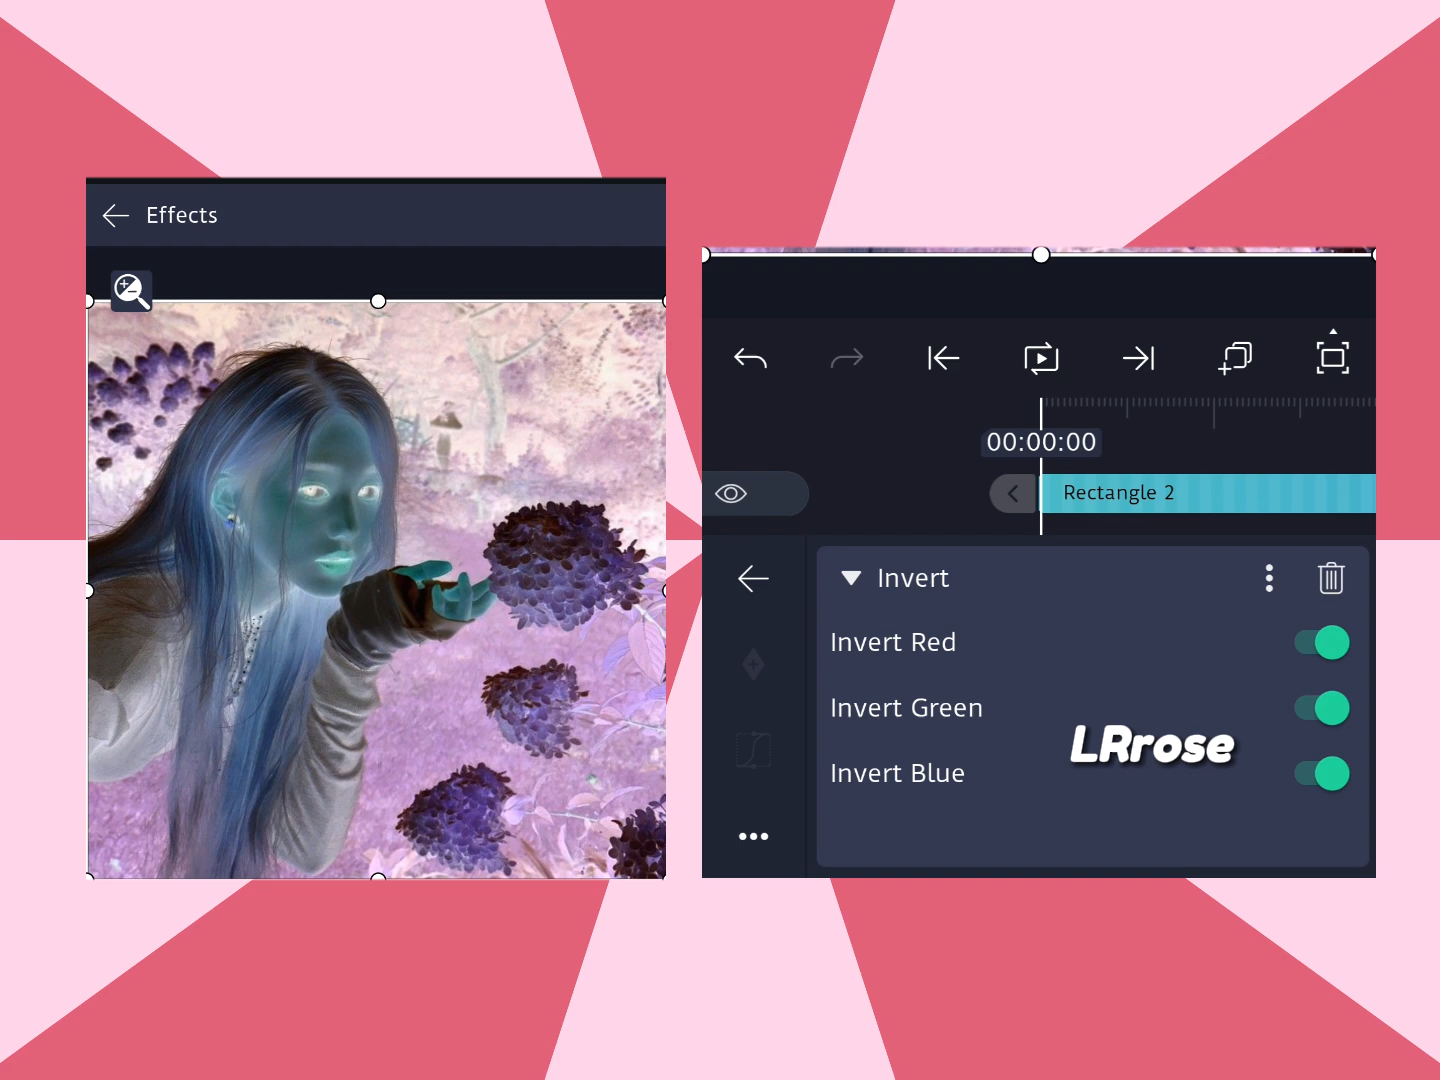 Effects
00:00:00
Rectangle 2
Invert
Invert Red
Invert Green
LRrose
Invert Blue